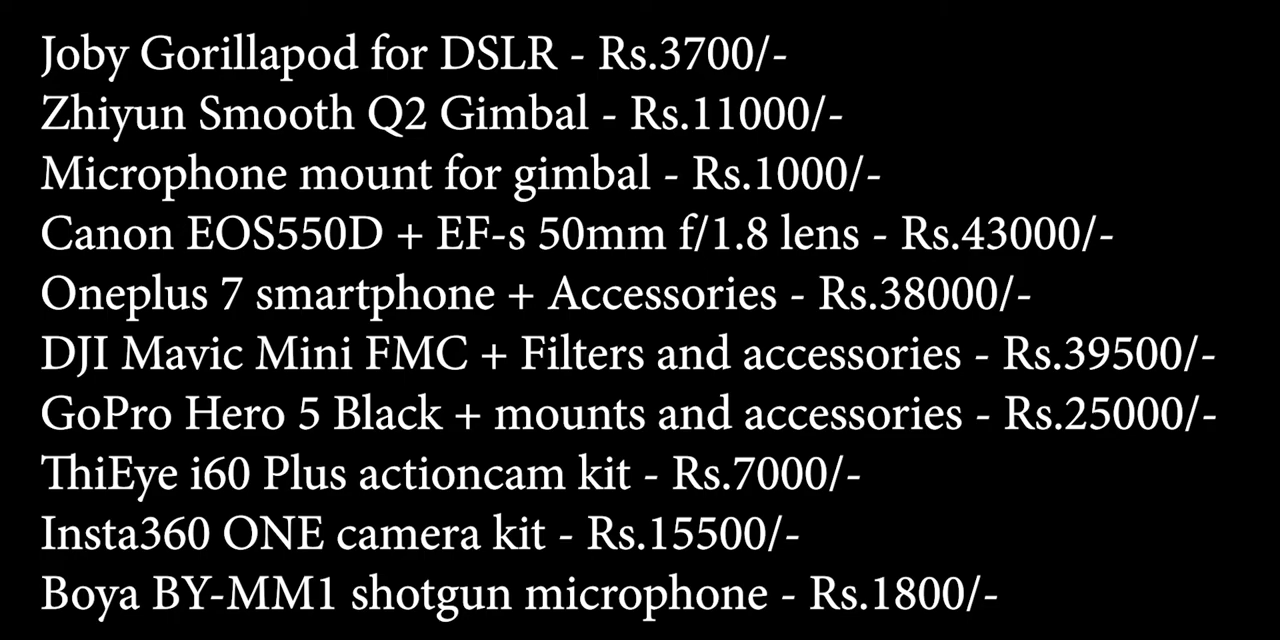 Joby Gorillapod for DSLR - Rs.3700/-
Zhiyun Smooth Q2 Gimbal - Rs.11000/-
Microphone mount for gimbal - Rs.1000/-
Canon EOS550D + EF-s 50mm f/1.8 lens - Rs.43000/-
Oneplus 7 smartphone + Accessories - Rs.38000/-
DJI Mavic Mini FMC + Filters and accessories - Rs.39500/-
GoPro Hero 5 Black + mounts and accessories - Rs.25000/-
ThiEye i60 Plus actioncam kit - Rs.7000/-
Insta360 ONE camera kit - Rs.15500/-
Boya BY-MM1 shotgun microphone - Rs.1800/-